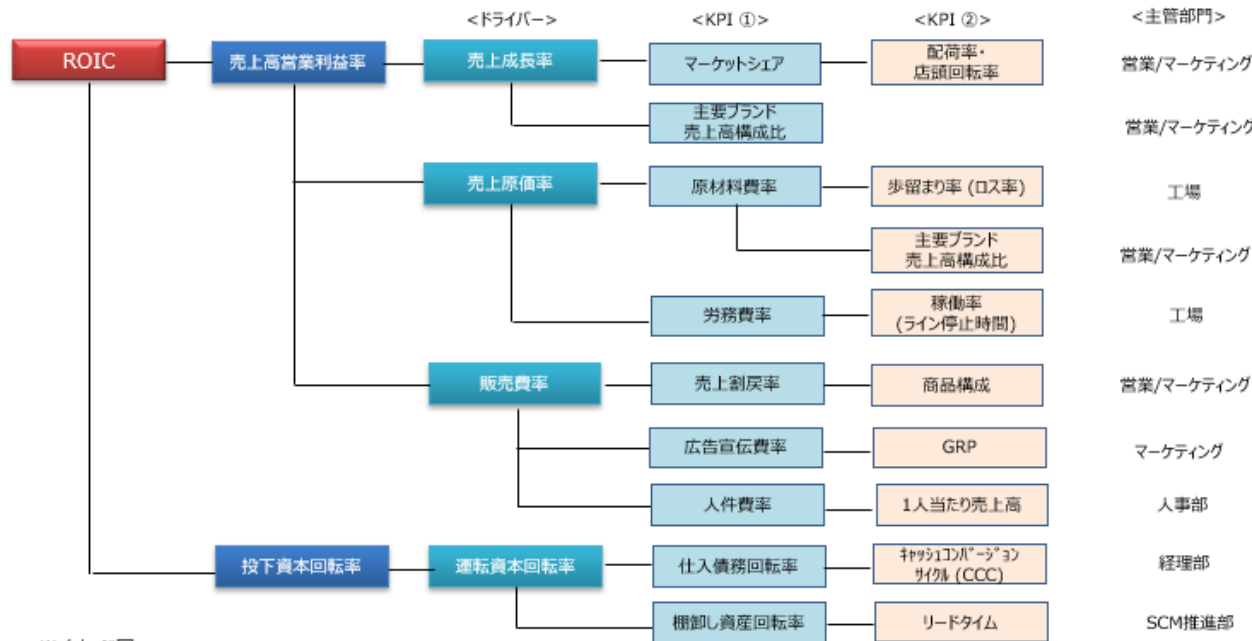 <ドライバー>
<KPI ①>
<KPI ②>
<主管部門>
ROIC
売上高営業利益率
売上成長率
マーケットシェア
配荷率・
店頭回転率
営業/マーケティング
主要ブランド
売上高構成比
営業/マーケティング
売上原価率
原材料費率
歩留まり率 (ロス率)
工場
主要ブランド
売上高構成比
営業/マーケティング
労務費率
稼働率
(ライン停止時間)
工場
販売費率
売上割戻率
商品構成
営業/マーケティング
広告宣伝費率
GRP
マーケティング
人件費率
1人当たり売上高
人事部
投下資本回転率
運転資本回転率
仕入債務回転率
ｷｬｯｼｭｺﾝﾊﾞｰｼﾞｮﾝ
ｻｲｸﾙ (CCC)
経理部
棚卸し資産回転率
リードタイム
SCM推進部